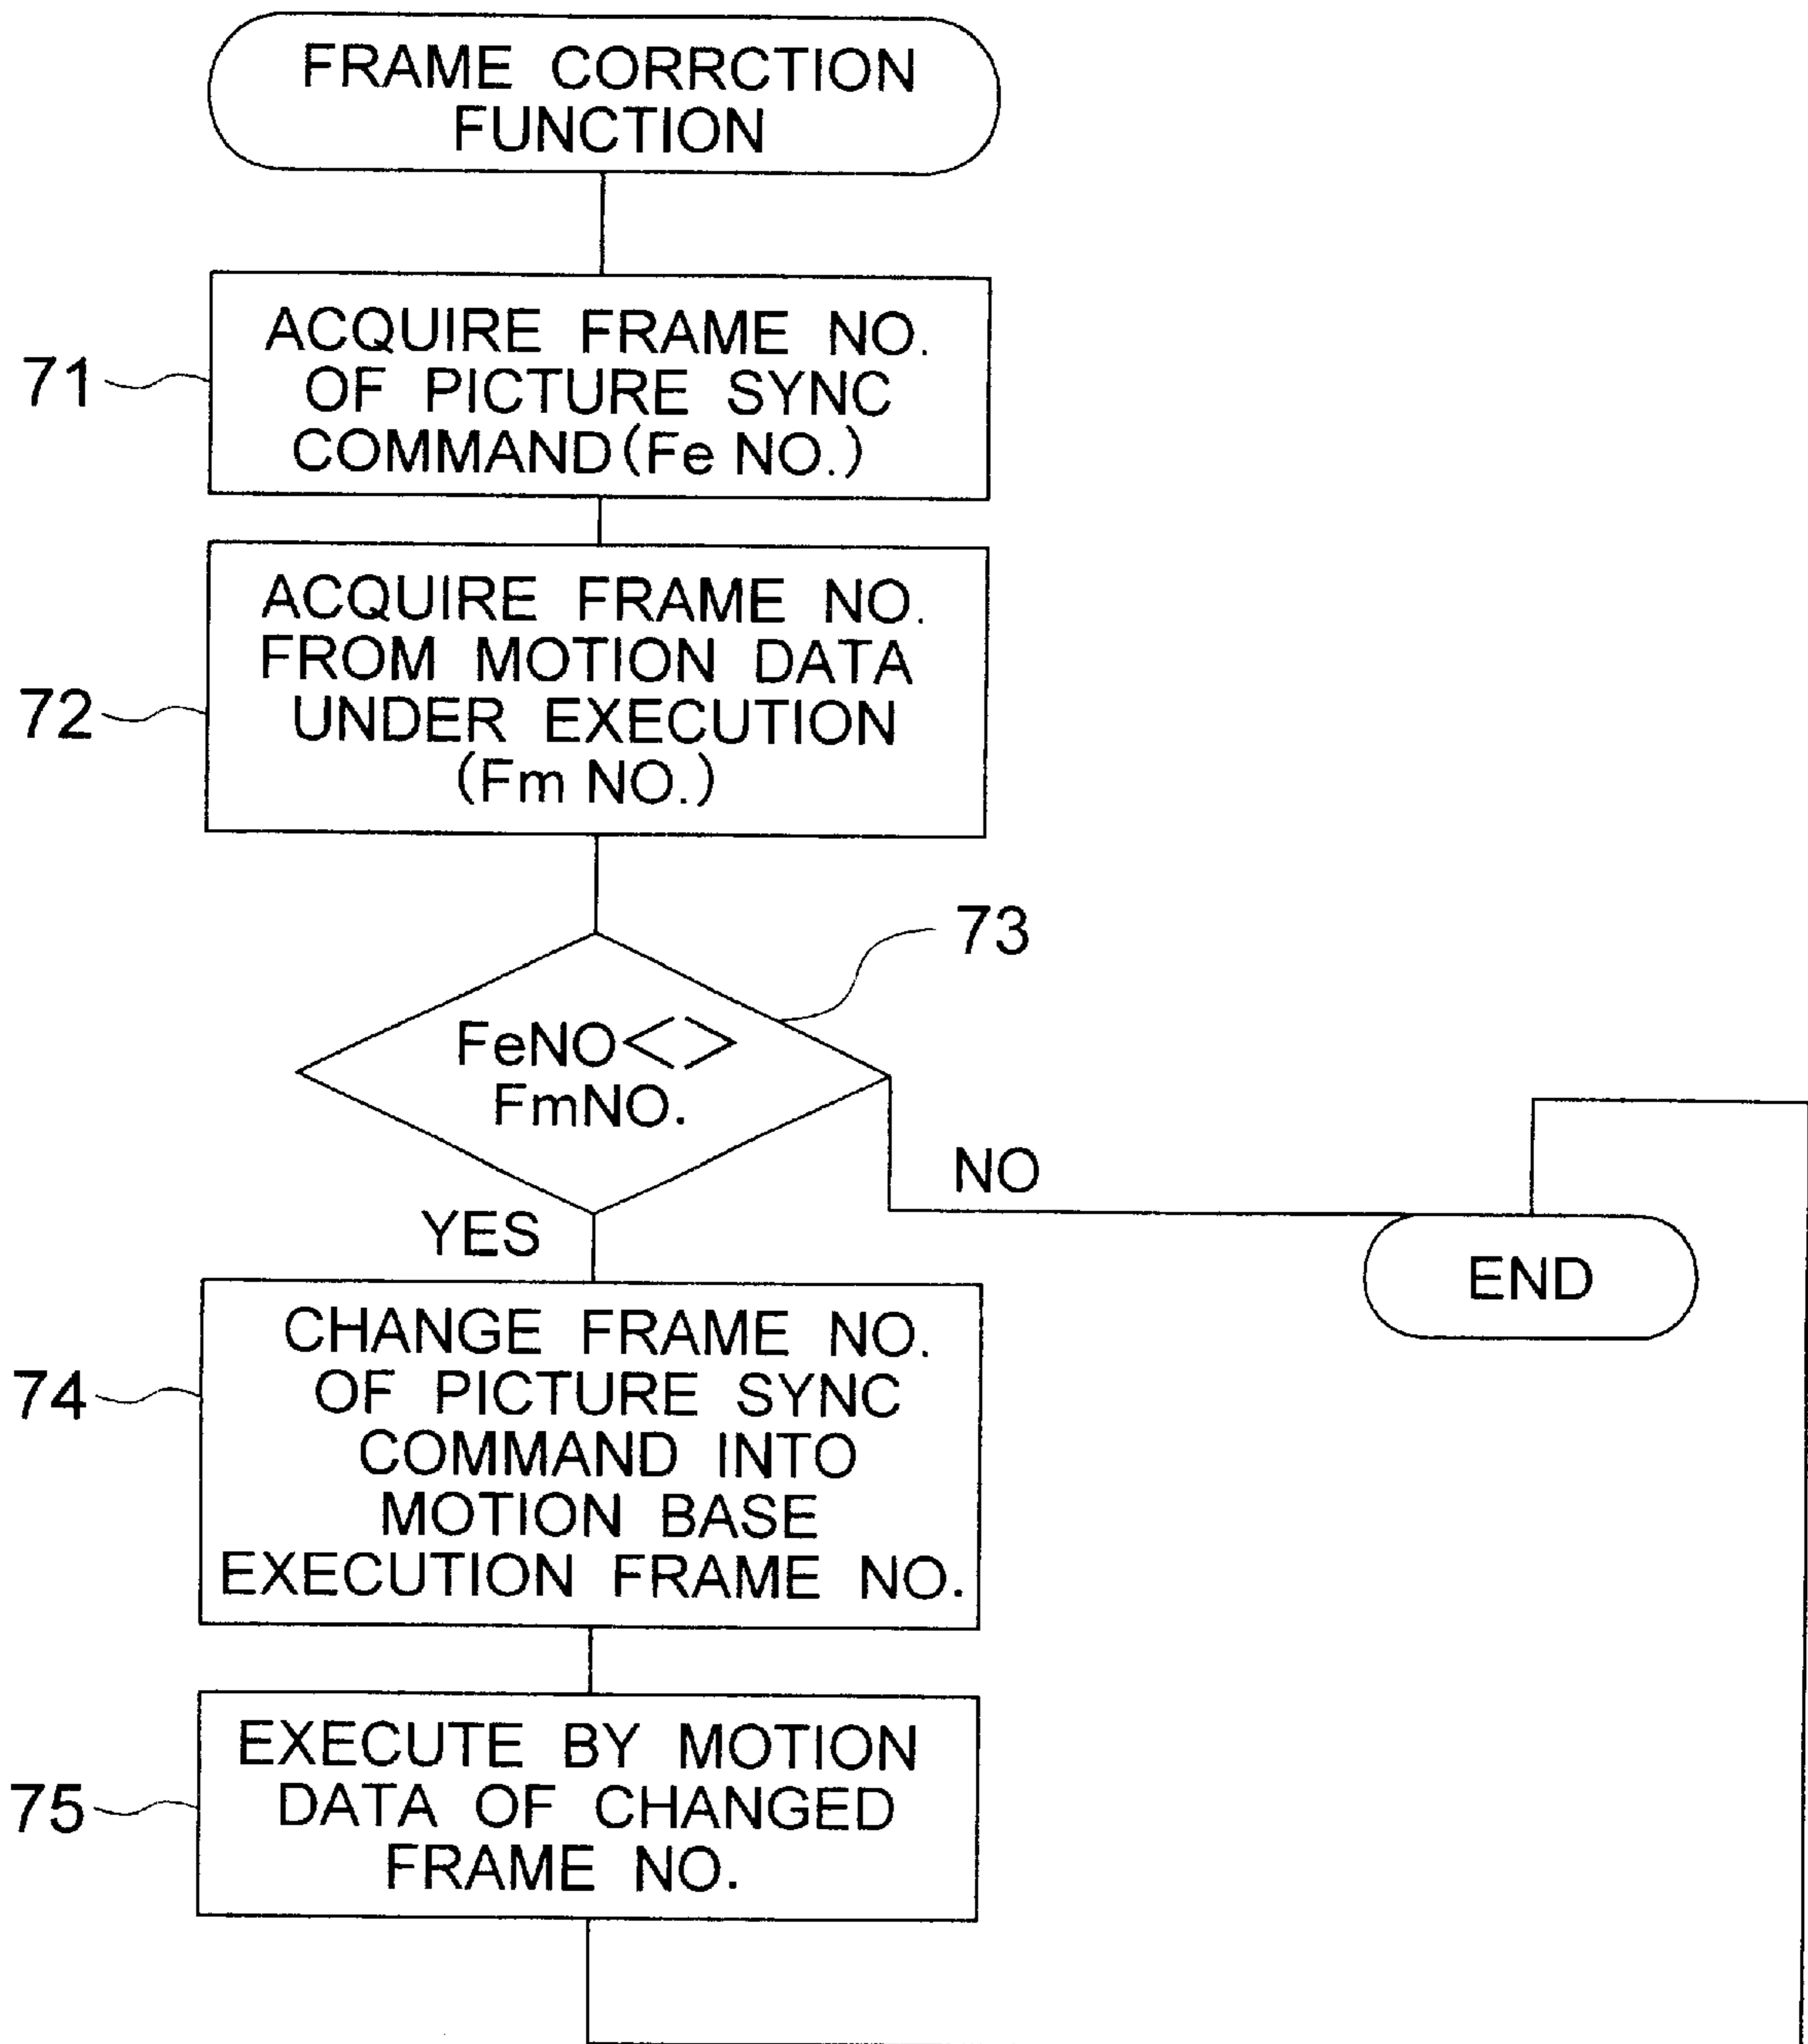 FRAME CORRCTION
FUNCTION
71
ACQUIRE FRAME NO.
OF PICTURE SYNC
COMMAND(Fe NO.)
72
ACQUIRE FRAME NO.
FROM MOTION DATA
UNDER EXECUTION
(Fm NO.)
73
FeNO<>
FmNO.
NO
YES
END
74
CHANGE FRAME NO.
OF PICTURE SYNC
COMMAND INTO
MOTION BASE
EXECUTION FRAME NO.
75
EXECUTE BY MOTION
DATA OF CHANGED
FRAME NO.